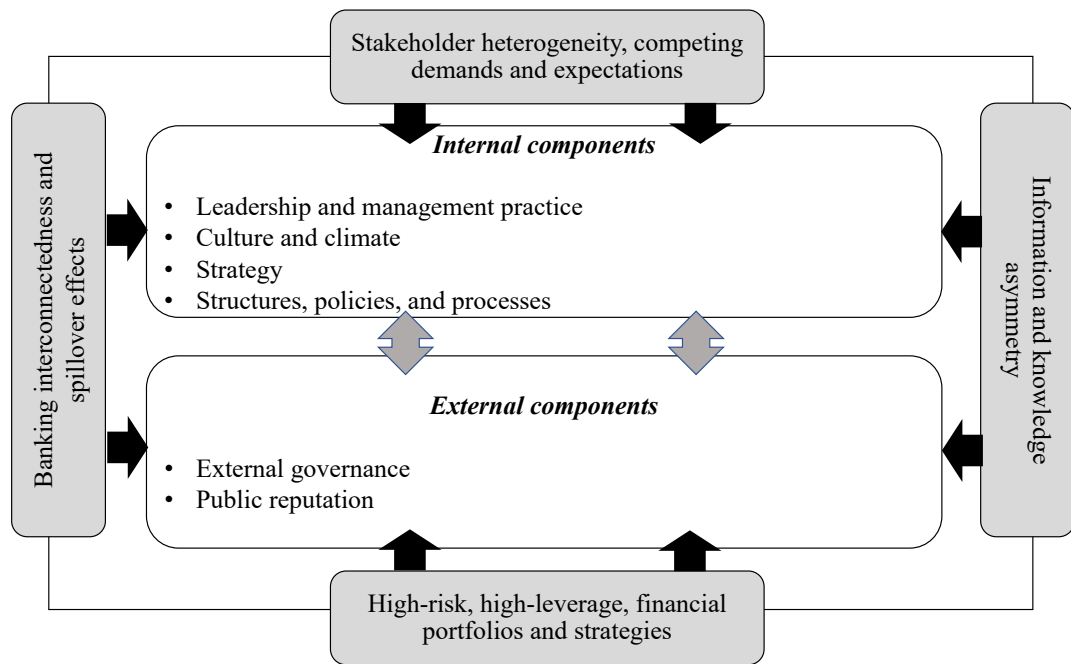 Stakeholder heterogeneity, competing
demands and expectations
Banking interconnectedness and
spillover effects
Internal components
• Leadership and management practice
• Culture and climate
• Strategy
• Structures, policies, and processes
External components
• External governance
• Public reputation
Information and knowledge
asymmetry
High-risk, high-leverage, financial
portfolios and strategies